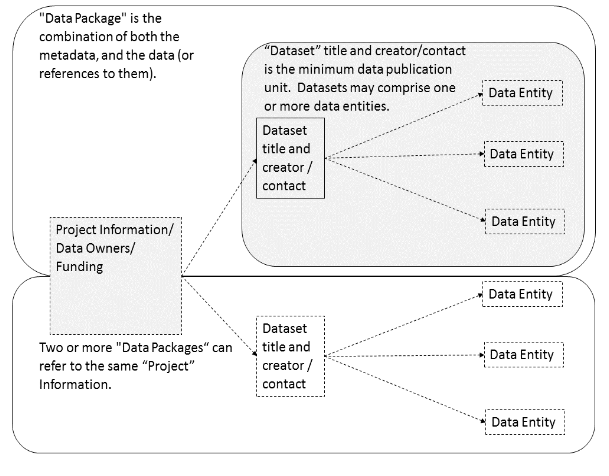 "Data Package" is the
combination of both the
metadata, and the data (or
references to them).
“Dataset” title and creator/contact
is the minimum data publication
unit.  Datasets may comprise one
or more data entities.
Dataset
title and
creator /
contact
Data Entity
Data Entity
Data Entity
Project Information/
Data Owners/
Funding
Two or more "Data Packages“ can
refer to the same “Project”
Information.
Dataset
title and
creator /
contact
Data Entity
Data Entity
Data Entity